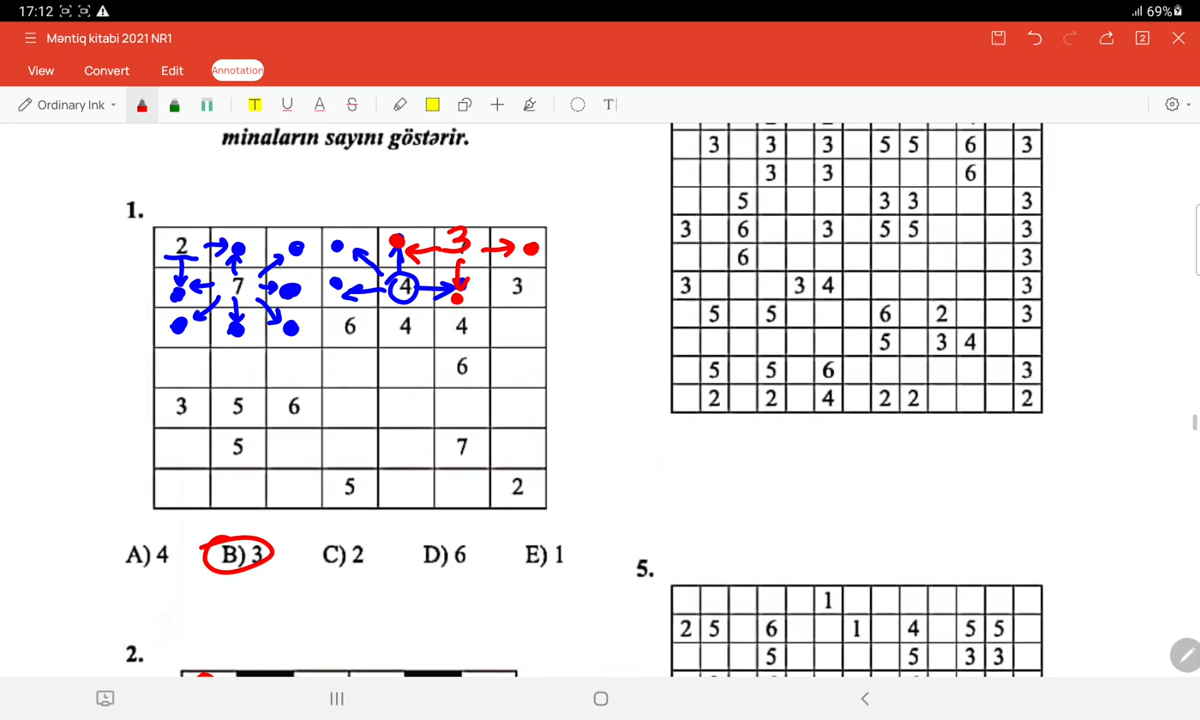 17:12 69%
Məntiq kitabi 2021 NR1 2
View Convert Edit Annotation
Ordinary Ink T U A S T
minaların sayını göstərir.
1.
2 3
7 4 3
6 4 4
6
3 5 6
5 7
5 2
A) 4 B) 3 C) 2 D) 6 E) 1
2.
3 3 3 5 5 6 3
3 3 6
5 3 3 3
3 6 3 5 5 3
6 3
3 3 4 3
5 5 6 2 3
5 3 4
5 5 6 3
2 2 4 2 2 2
5.
1
2 5 6 1 4 5 5
5 5 3 3